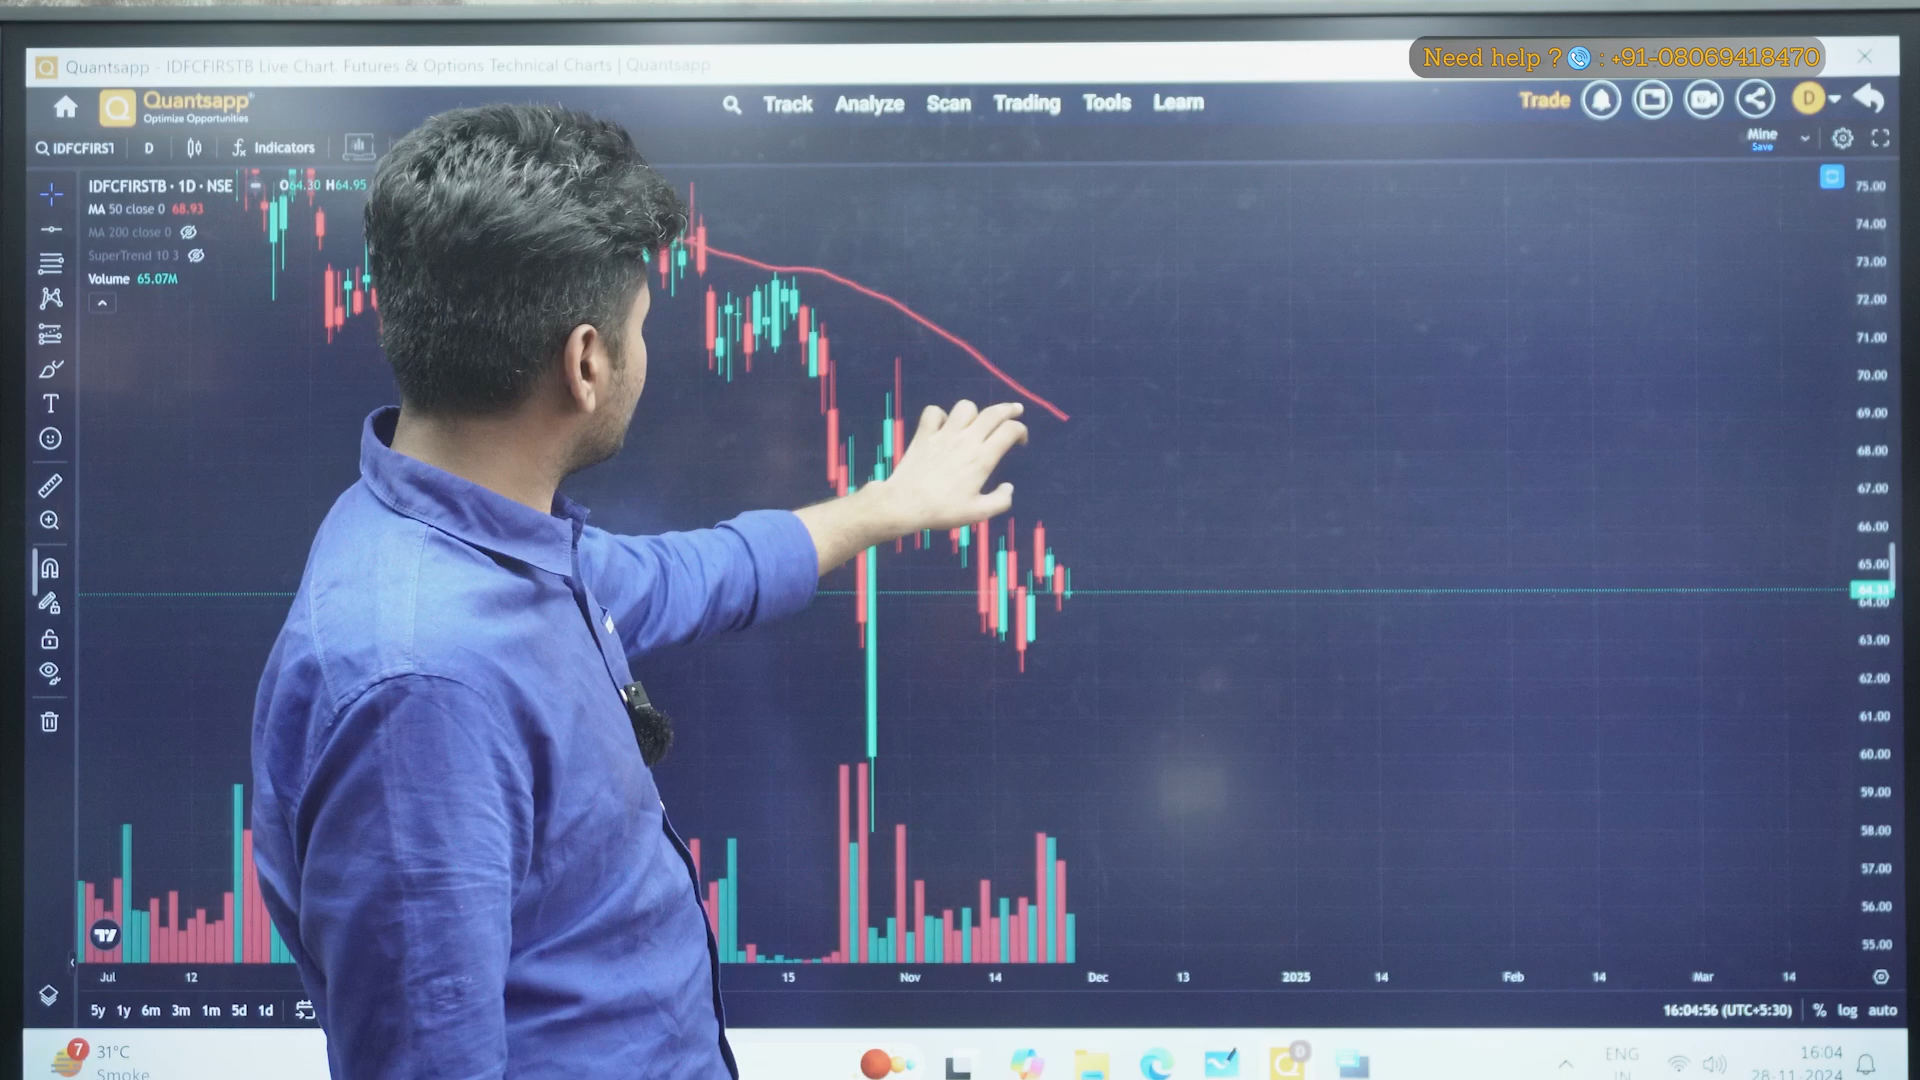 Quantsapp - IDFCFIRSTB Live Chart. Futures & Options Technical Charts | Quantsapp
Need help ? : +91-08069418470
Quantsapp
Optimize Opportunities
Track Analyze Scan Trading Tools Learn
Trade
D
IDFCFIRST
D
Indicators
Mine
Save
IDFCFIRSTB · 1D · NSE O64.30 H64.95
MA 50 close 0 68.93
MA 200 close 0
SuperTrend 10 3
Volume 65.07M
75.00
74.00
73.00
72.00
71.00
70.00
69.00
68.00
67.00
66.00
65.00
64.33
64.00
63.00
62.00
61.00
60.00
59.00
58.00
57.00
56.00
55.00
Jul 12 15 Nov 14 Dec 13 2025 14 Feb 14 Mar 14
5y 1y 6m 3m 1m 5d 1d
16:04:56 (UTC+5:30) % log auto
7
31°C
Smoke
ENG
IN
16:04
28-11-2024